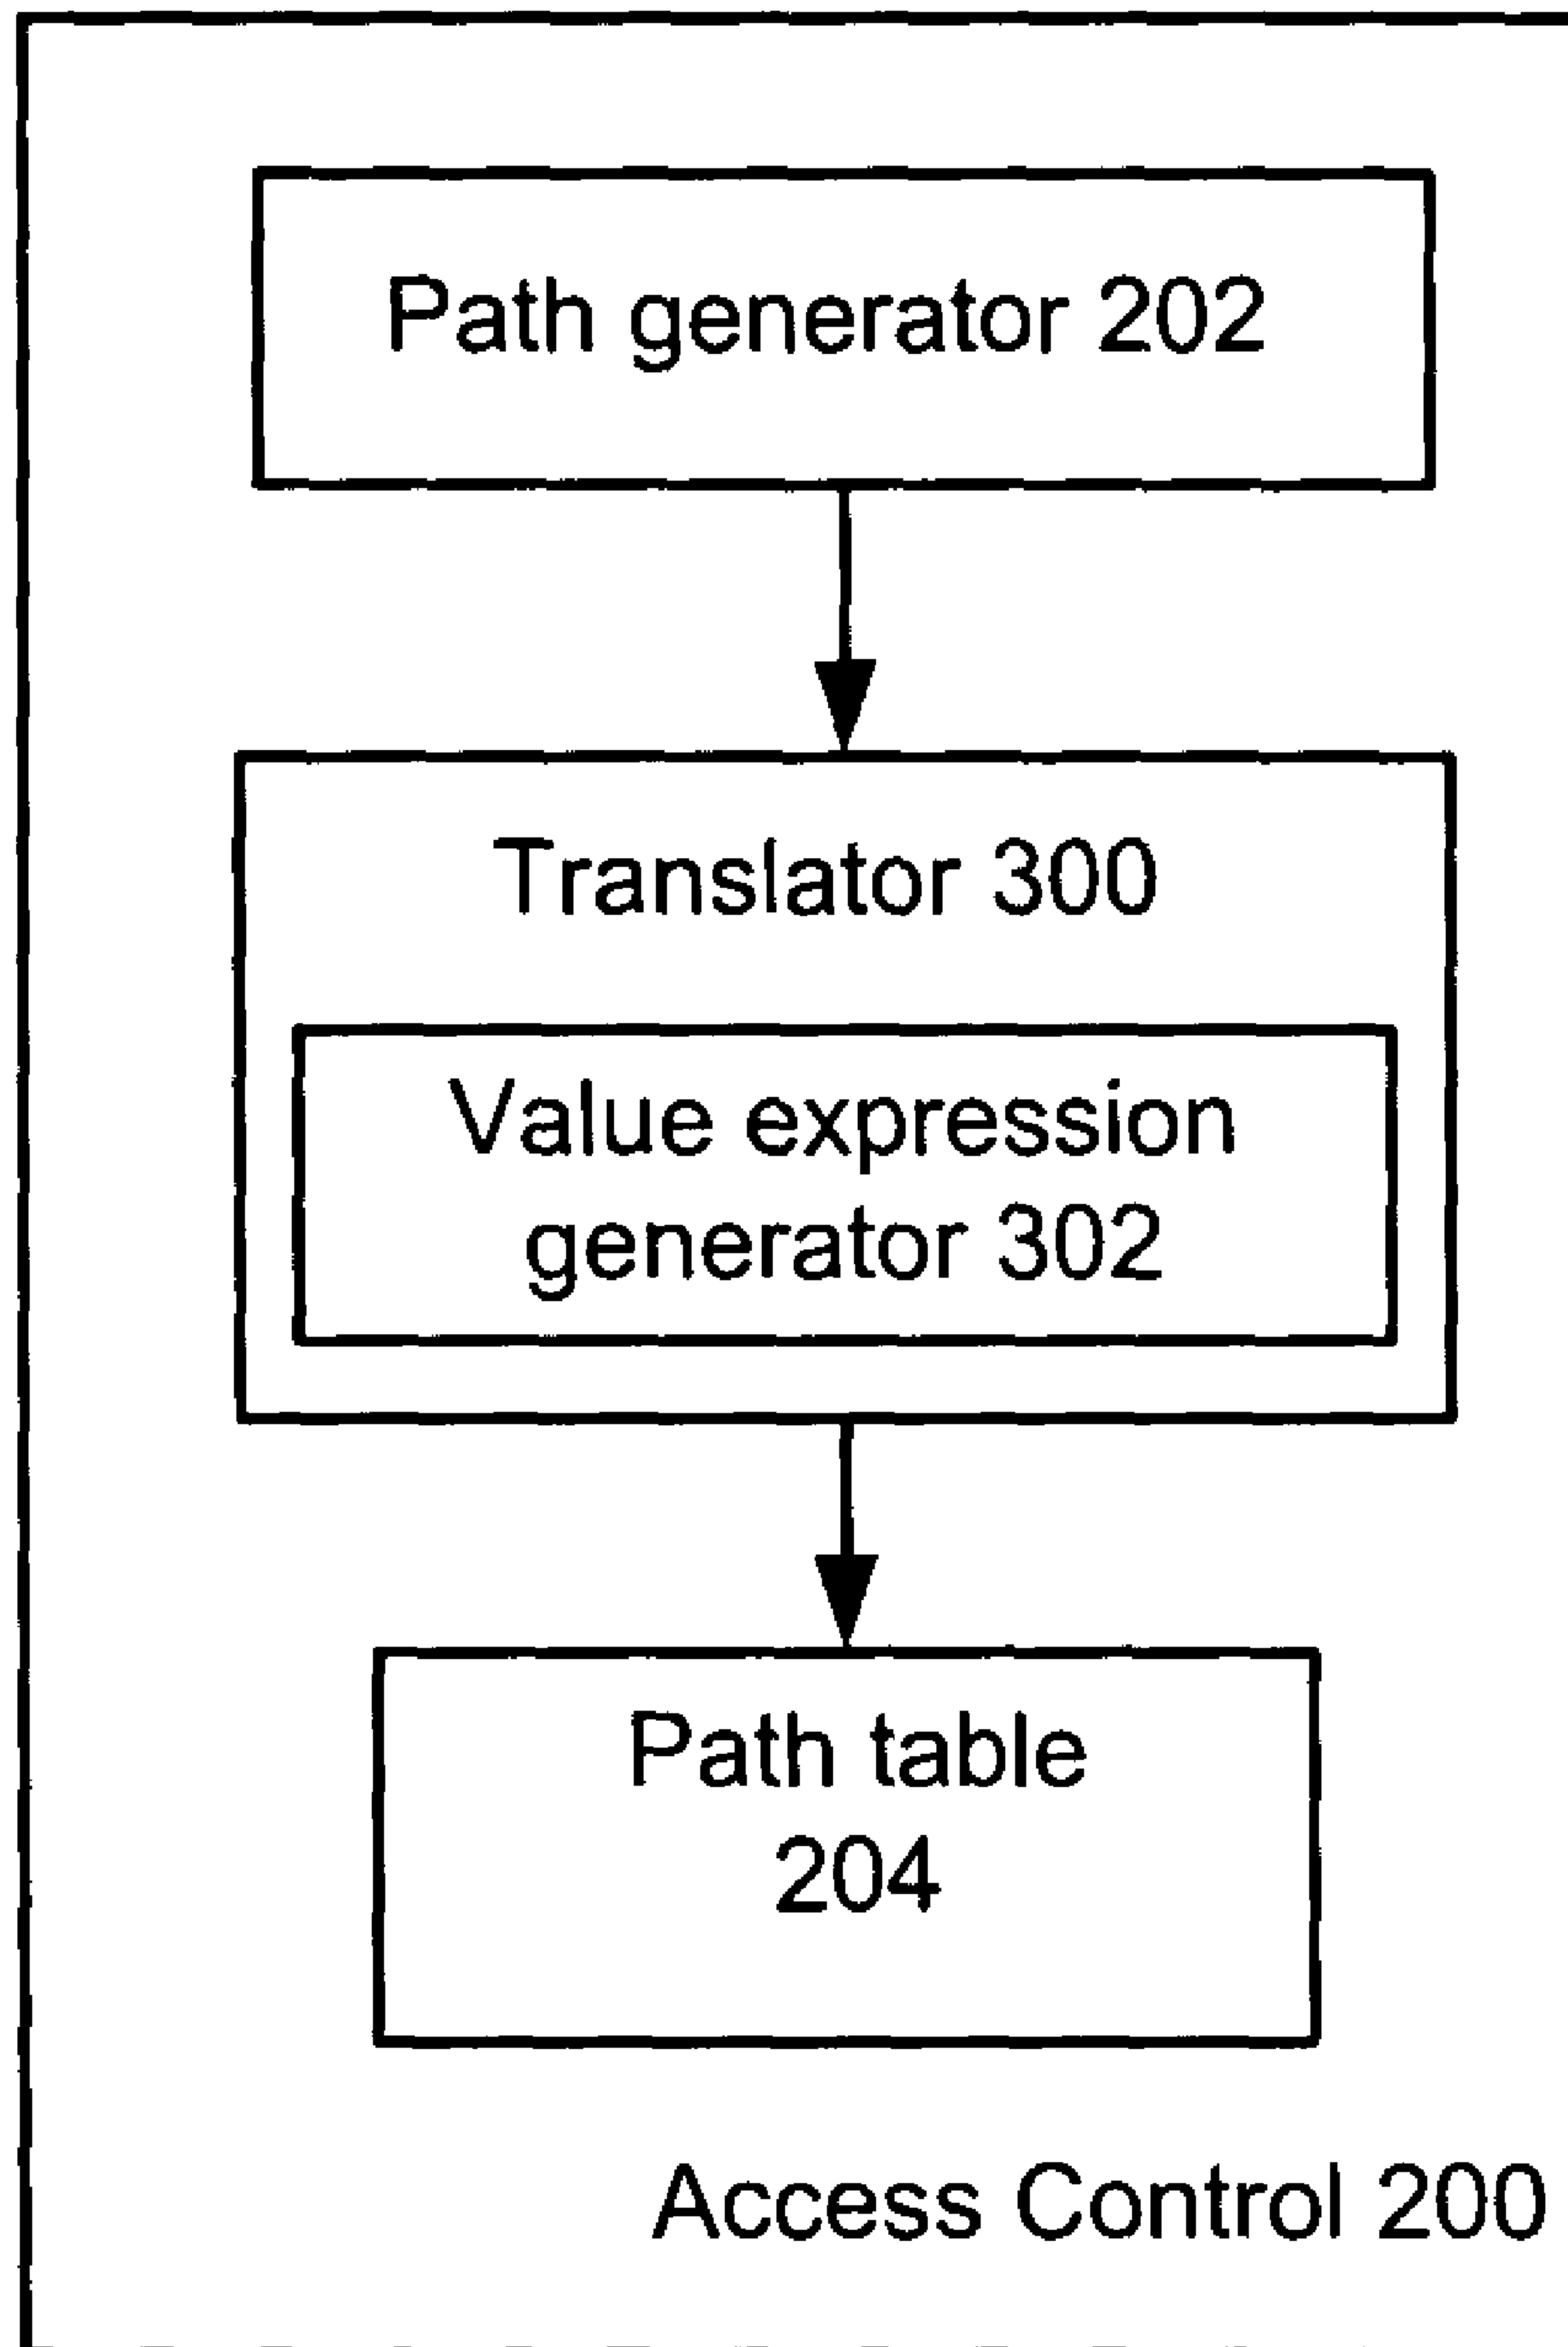 Path generator 202
Translator 300
Value expression
generator 302
Path table
204
Access Control 200